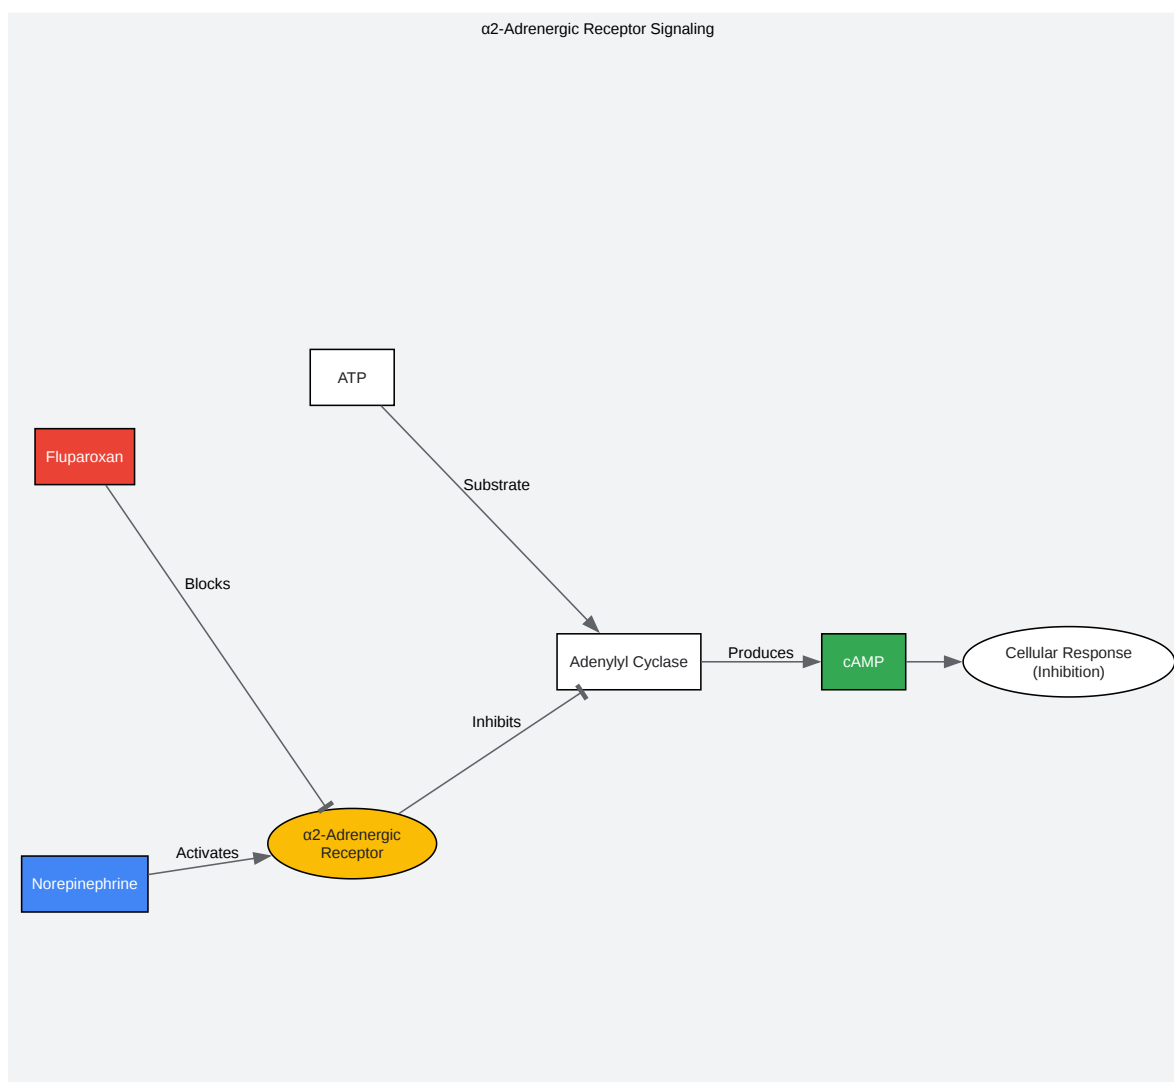 α2-Adrenergic Receptor Signaling
ATP
Fluparoxan
Substrate
Blocks
Adenylyl Cyclase
Produces
cAMP
Cellular Response
(Inhibition)
Inhibits
α2-Adrenergic
Receptor
Activates
Norepinephrine